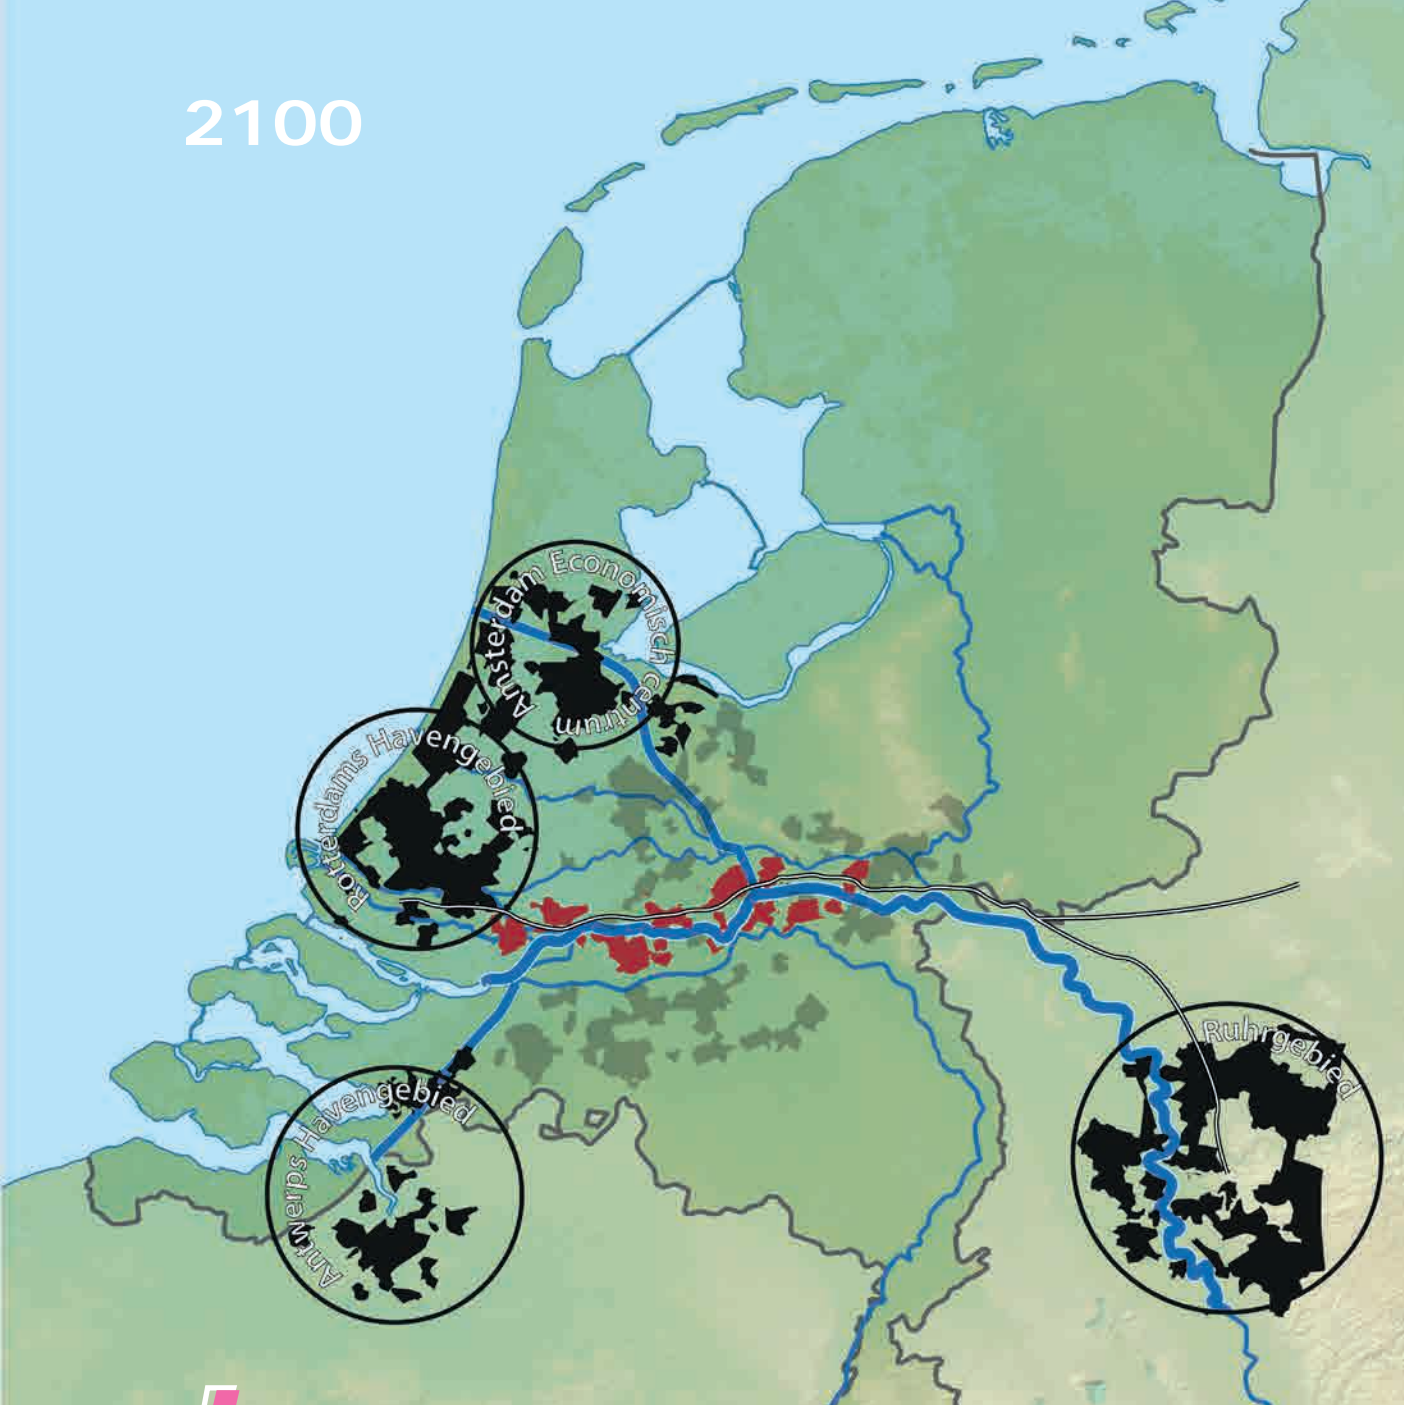 2100
Amsterdam Economisch centrum
Rotterdams Havengebied
Antwerps Havengebied
Ruhrgebied